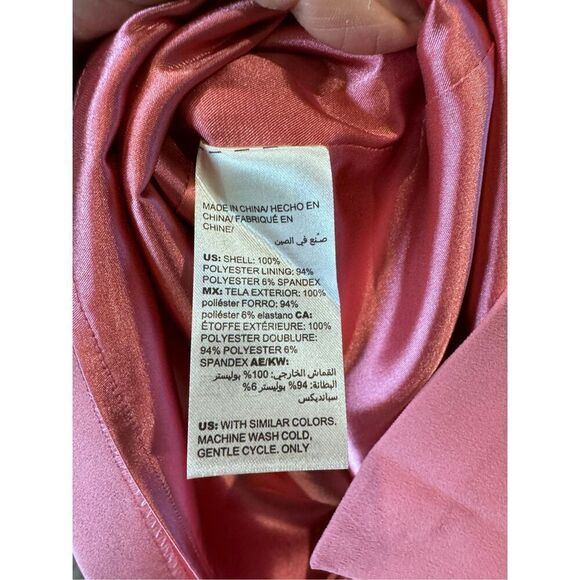 MADE IN CHINA/ HECHO EN
CHINA/ FABRIQUÉ EN
CHINE/
صنع في الصين
US: SHELL: 100%
POLYESTER LINING: 94%
POLYESTER 6% SPANDEX
MX: TELA EXTERIOR: 100%
poliéster FORRO: 94%
poliéster 6% elastano CA:
ÉTOFFE EXTÉRIEURE: 100%
POLYESTER DOUBLURE:
94% POLYESTER 6%
SPANDEX AE/KW:
القماش الخارجي: 100% بوليستر
البطانة: 94% بوليستر 6%
سبانديكس
US: WITH SIMILAR COLORS.
MACHINE WASH COLD,
GENTLE CYCLE. ONLY